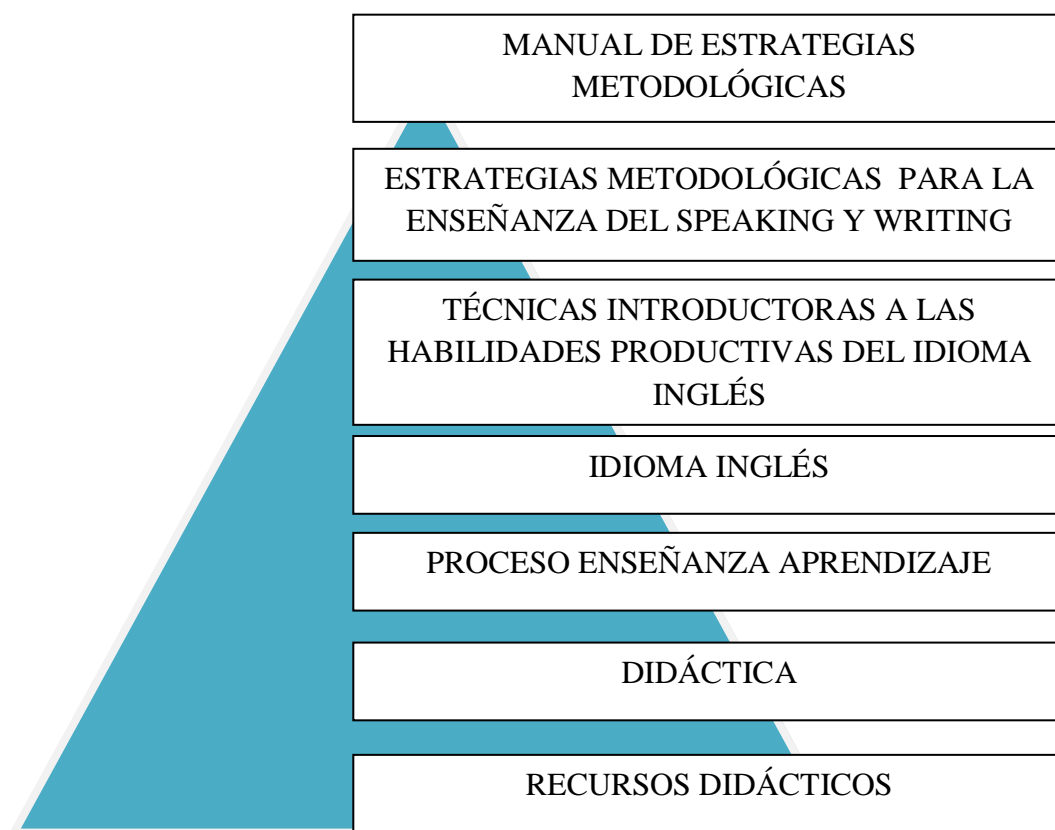 MANUAL DE ESTRATEGIAS
METODOLÓGICAS
ESTRATEGIAS METODOLÓGICAS PARA LA
ENSEÑANZA DEL SPEAKING Y WRITING
TÉCNICAS INTRODUCTORAS A LAS
HABILIDADES PRODUCTIVAS DEL IDIOMA
INGLÉS
IDIOMA INGLÉS
PROCESO ENSEÑANZA APRENDIZAJE
DIDÁCTICA
RECURSOS DIDÁCTICOS